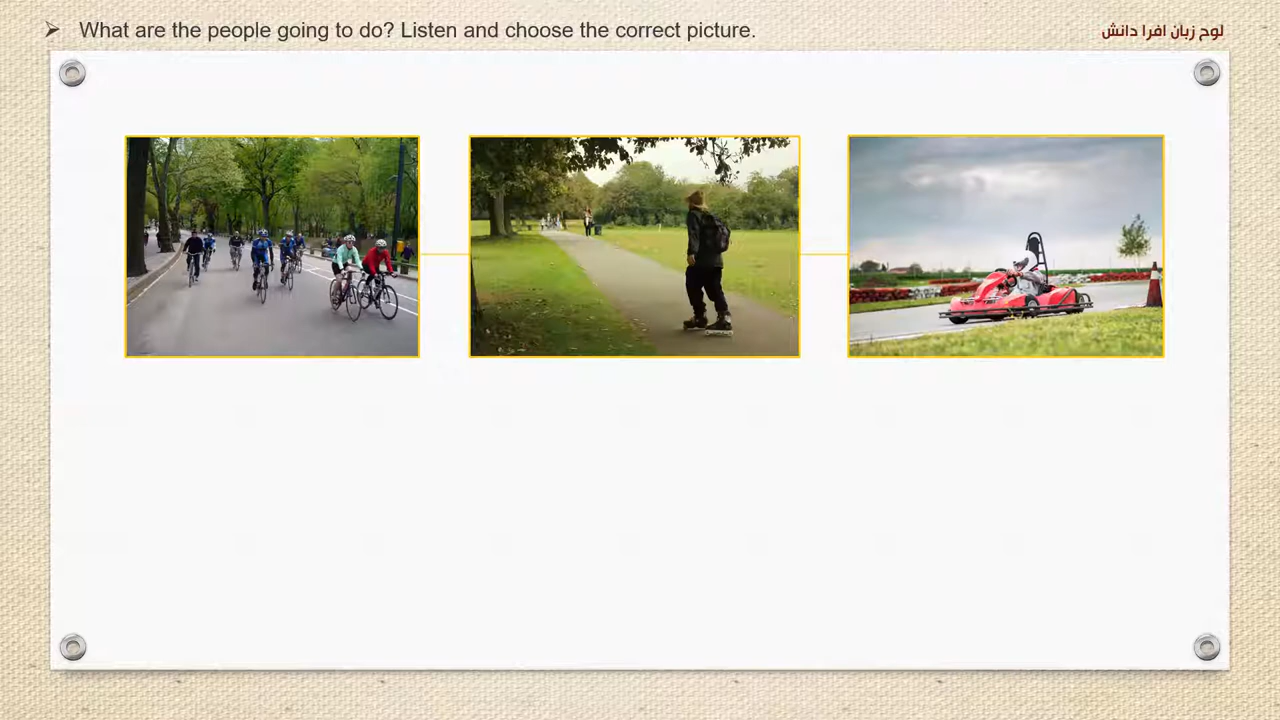 What are the people going to do? Listen and choose the correct picture.
لوح زبان افرا دانش